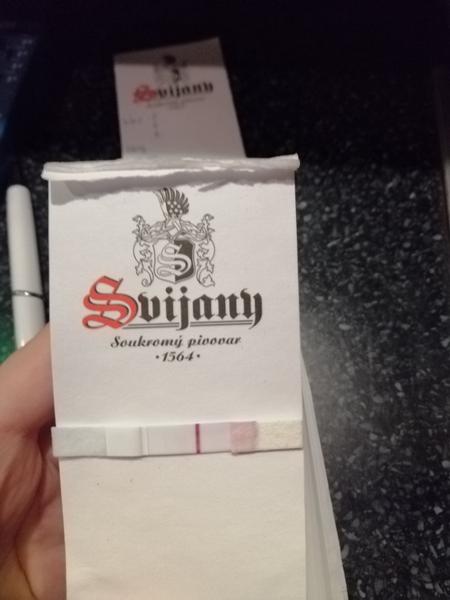 Svijany
Svijany
Soukromý pivovar
• 1564 •